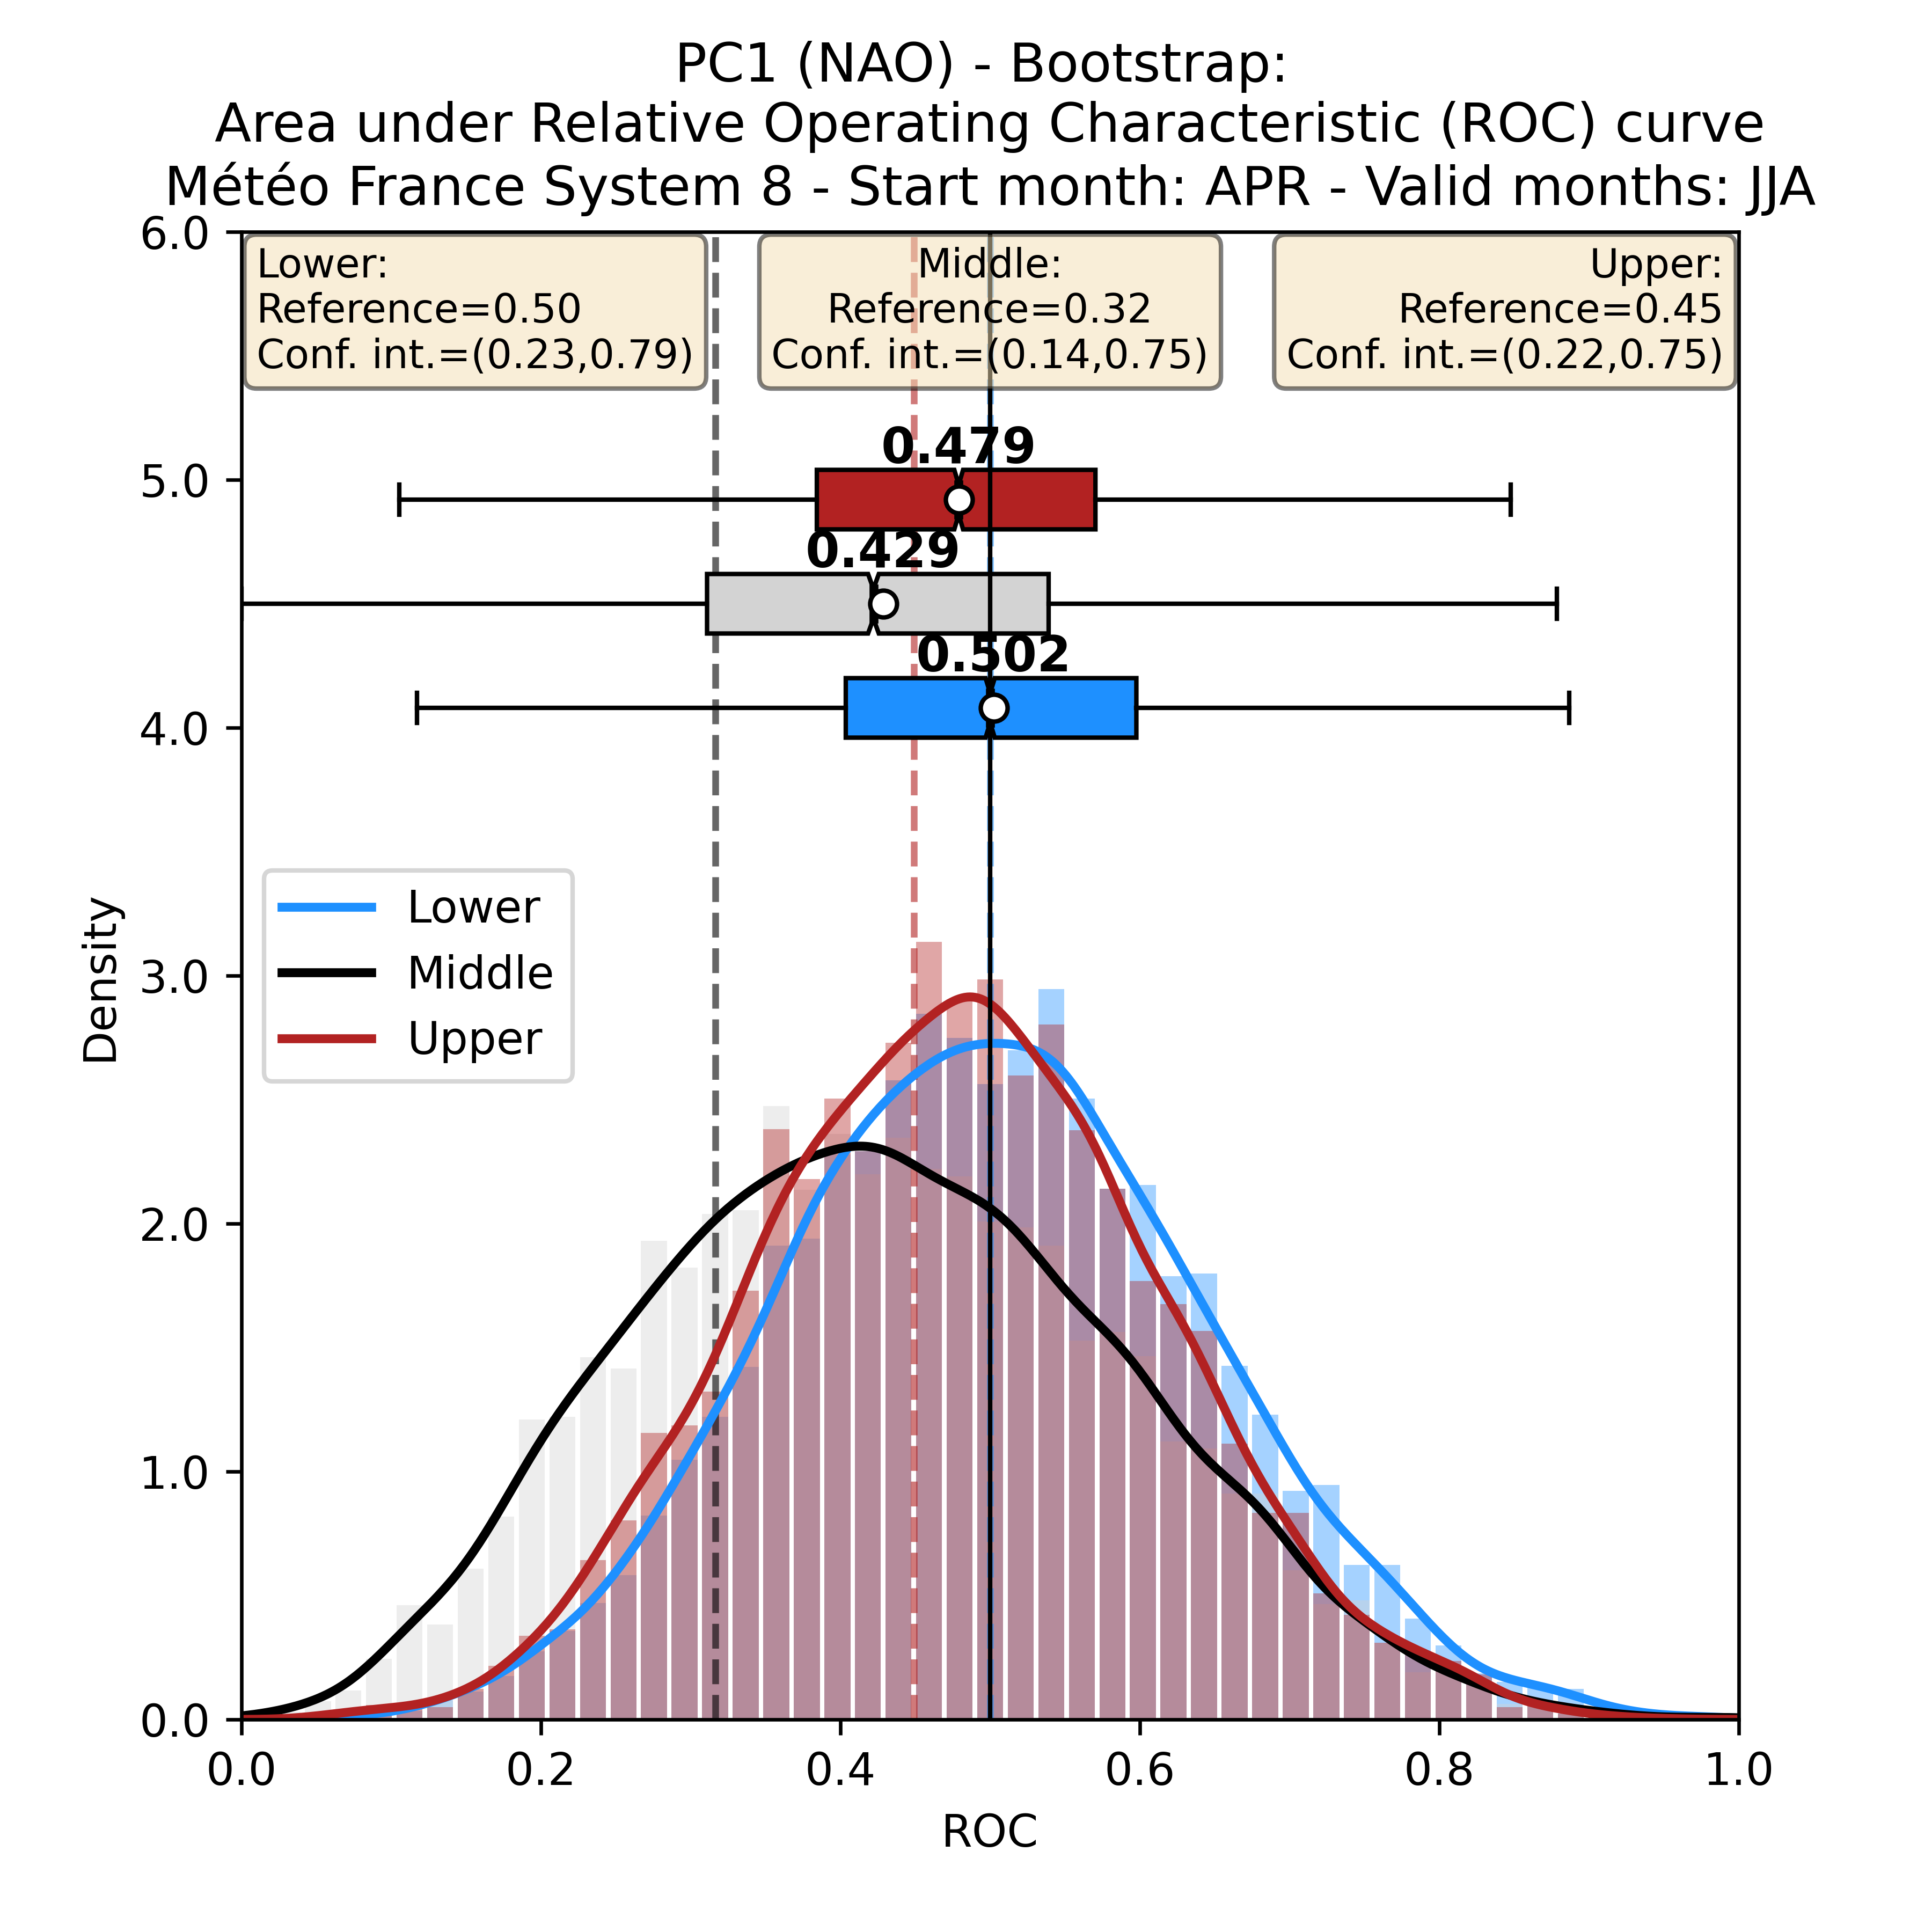 PC1 (NAO) - Bootstrap:
Area under Relative Operating Characteristic (ROC) curve
Météo France System 8 - Start month: APR - Valid months: JJA
Lower:
Reference=0.50
Conf. int.=(0.23,0.79)
Middle:
Reference=0.32
Conf. int.=(0.14,0.75)
Upper:
Reference=0.45
Conf. int.=(0.22,0.75)
0.479
0.429
0.502
Lower
Middle
Upper
Density
6.0
5.0
4.0
3.0
2.0
1.0
0.0
0.0 0.2 0.4 0.6 0.8 1.0
ROC